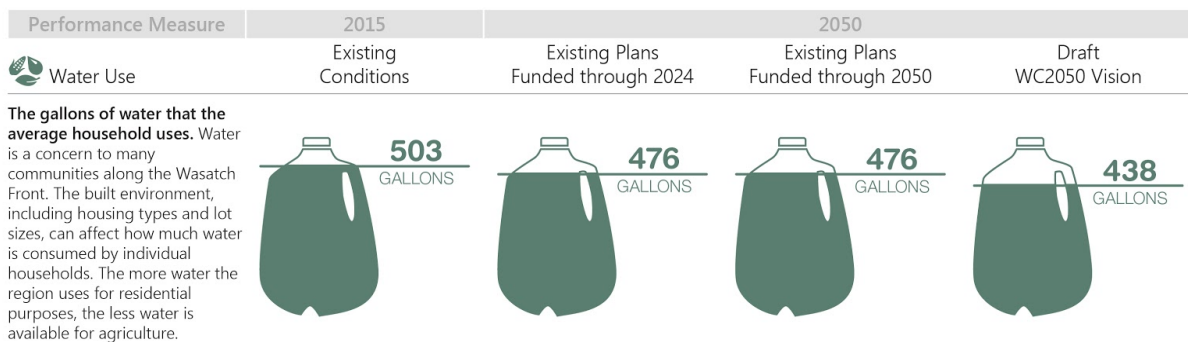 Performance Measure
2015
2050
Water Use
Existing
Conditions
Existing Plans
Funded through 2024
Existing Plans
Funded through 2050
Draft
WC2050 Vision
The gallons of water that the
average household uses. Water
is a concern to many
communities along the Wasatch
Front. The built environment,
including housing types and lot
sizes, can affect how much water
is consumed by individual
households. The more water the
region uses for residential
purposes, the less water is
available for agriculture.
503
GALLONS
476
GALLONS
476
GALLONS
438
GALLONS